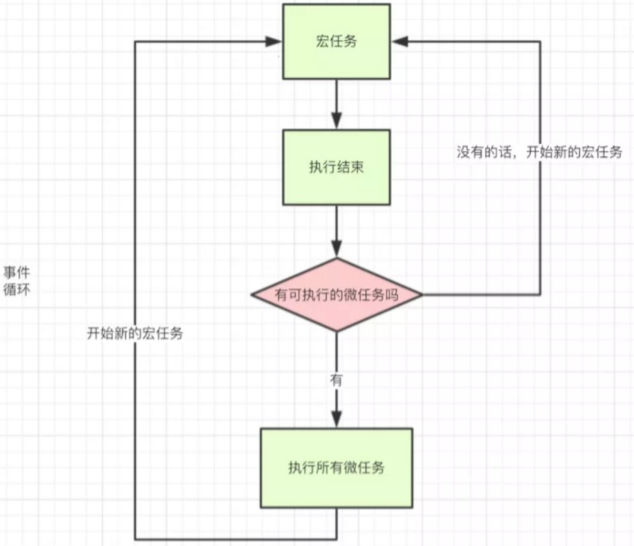 宏任务
执行结束
没有的话，开始新的宏任务
事件
循环
有可执行的微任务吗
开始新的宏任务
有
执行所有微任务